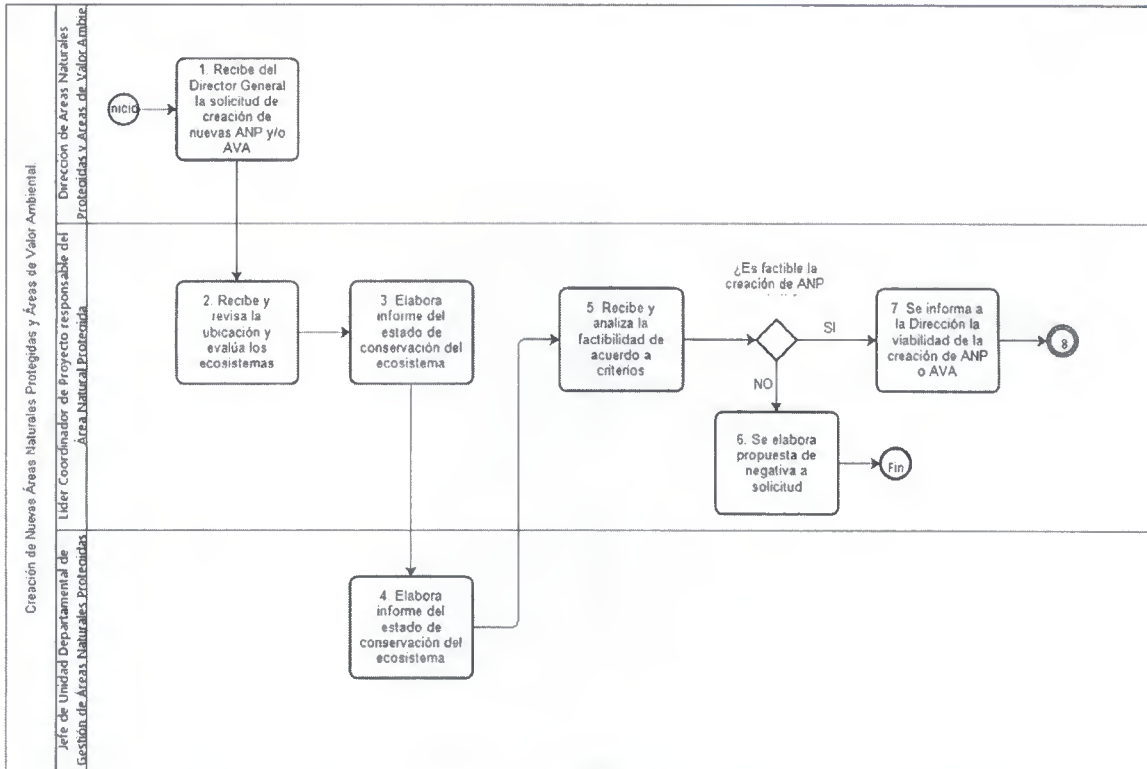 Creación de Nuevas Áreas Naturales Protegidas y Áreas de Valor Ambiental.
Dirección de Areas Naturales
Protegidas y Areas de Valor Ambie
NICIO
1. Recibe del
Director General
la solicitud de
creación de
nuevas ANP y/o
AVA
Lider Coordinador de Proyecto responsable del
Área Natural Protegida
2. Recibe y
revisa la
ubicación y
evalúa los
ecosistemas
3. Elabora
informe del
estado de
conservación del
ecosistema
5 Recibe y
analiza la
factibilidad de
acuerdo a
criterios
¿Es factible la
creación de ANP
SI
NO
7 Se informa a
la Dirección la
viabilidad de la
creación de ANP
o AVA
8
6. Se elabora
propuesta de
negativa a
solicitud
Fin
Jefe de Unidad Departamental de
Gestión de Áreas Naturales Protegidas
4. Elabora
informe del
estado de
conservación del
ecosistema